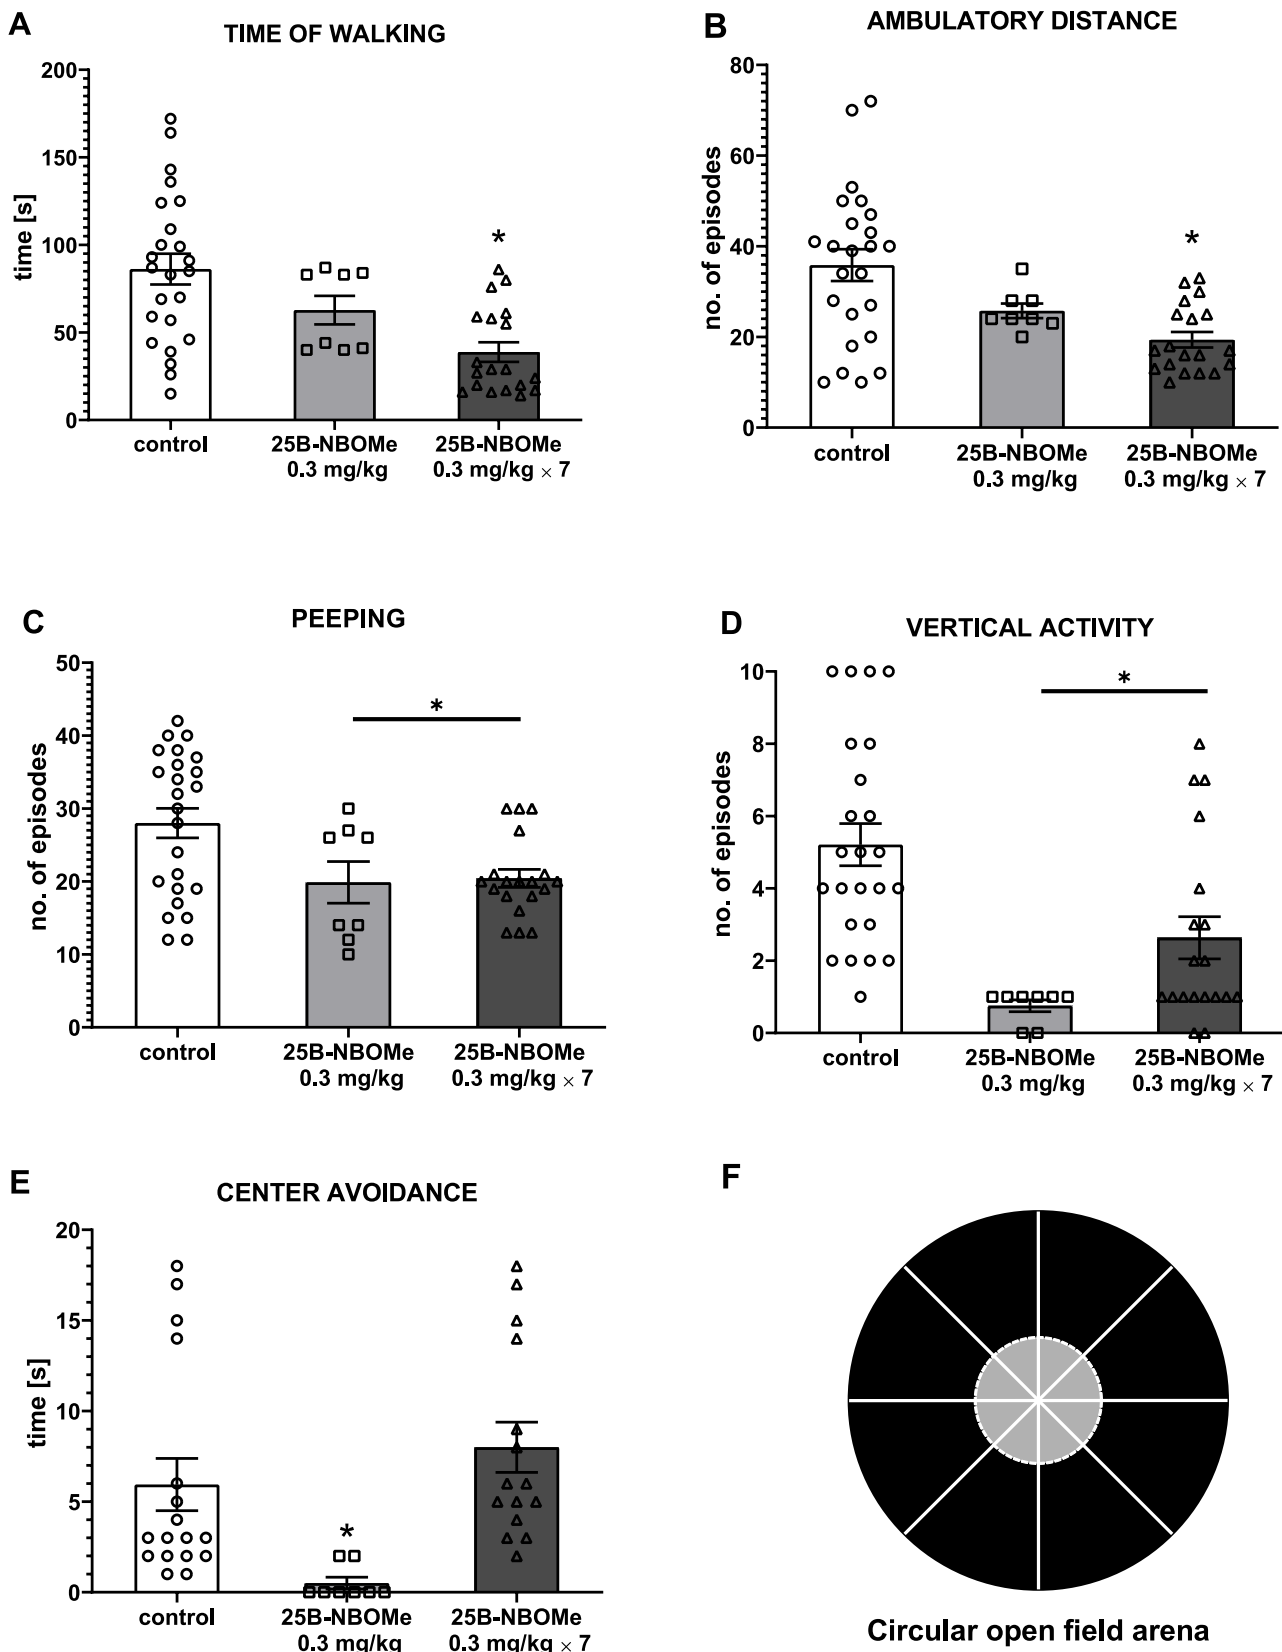 A
TIME OF WALKING
time [s]
200
150
100
50
0
*
control
25B-NBOMe
0.3 mg/kg
25B-NBOMe
0.3 mg/kg × 7
B
AMBULATORY DISTANCE
no. of episodes
80
60
40
20
0
*
control
25B-NBOMe
0.3 mg/kg
25B-NBOMe
0.3 mg/kg × 7
C
PEEPING
no. of episodes
50
40
30
20
10
0
*
control
25B-NBOMe
0.3 mg/kg
25B-NBOMe
0.3 mg/kg × 7
D
VERTICAL ACTIVITY
no. of episodes
10
8
6
4
2
0
*
control
25B-NBOMe
0.3 mg/kg
25B-NBOMe
0.3 mg/kg × 7
E
CENTER AVOIDANCE
time [s]
20
15
10
5
0
*
control
25B-NBOMe
0.3 mg/kg
25B-NBOMe
0.3 mg/kg × 7
F
Circular open field arena